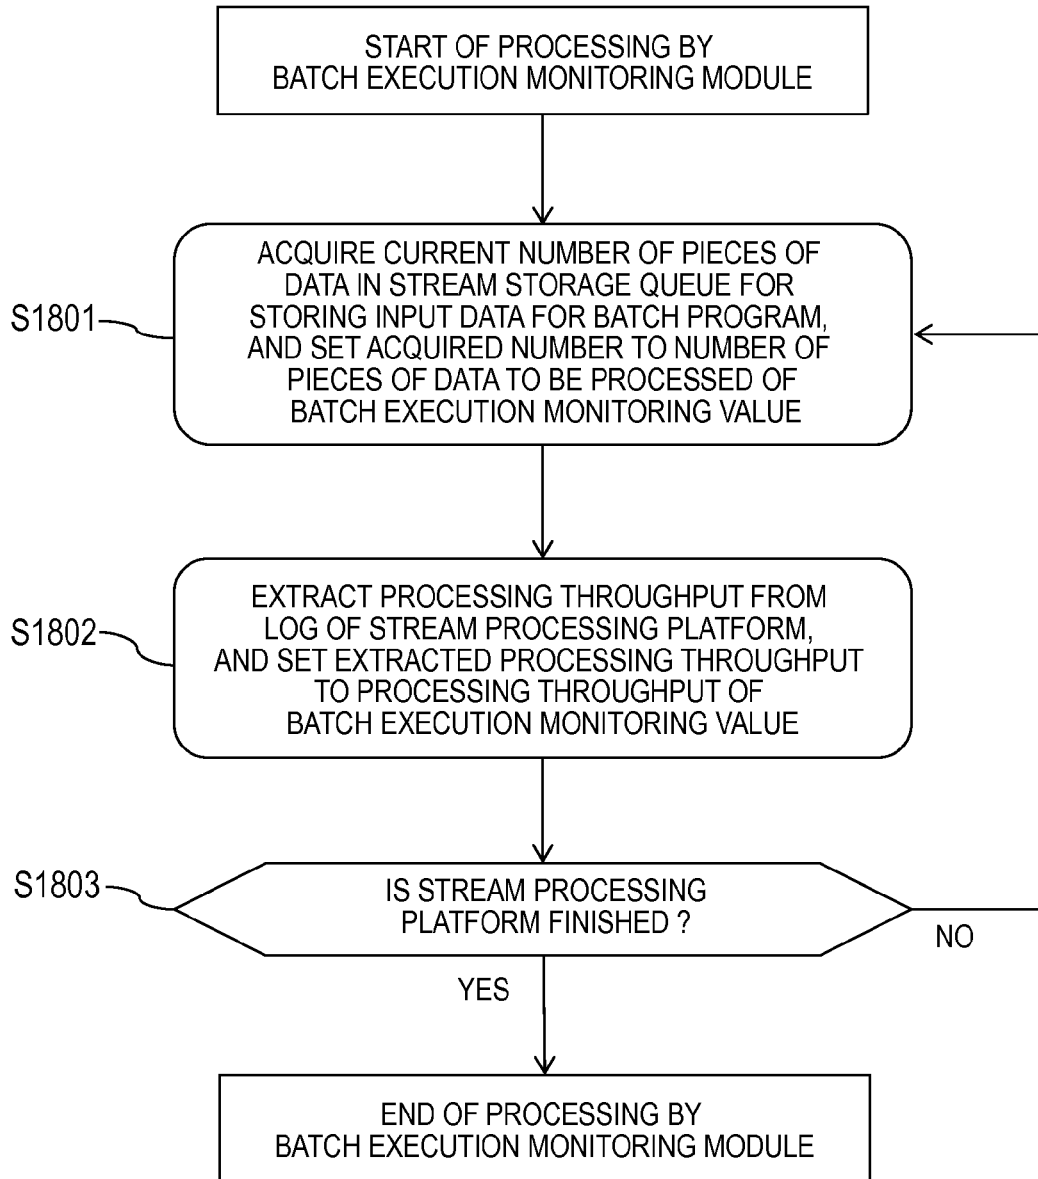 START OF PROCESSING BY
BATCH EXECUTION MONITORING MODULE
S1801
ACQUIRE CURRENT NUMBER OF PIECES OF
DATA IN STREAM STORAGE QUEUE FOR
STORING INPUT DATA FOR BATCH PROGRAM,
AND SET ACQUIRED NUMBER TO NUMBER OF
PIECES OF DATA TO BE PROCESSED OF
BATCH EXECUTION MONITORING VALUE
S1802
EXTRACT PROCESSING THROUGHPUT FROM
LOG OF STREAM PROCESSING PLATFORM,
AND SET EXTRACTED PROCESSING THROUGHPUT
TO PROCESSING THROUGHPUT OF
BATCH EXECUTION MONITORING VALUE
S1803
IS STREAM PROCESSING
PLATFORM FINISHED ?
NO
YES
END OF PROCESSING BY
BATCH EXECUTION MONITORING MODULE